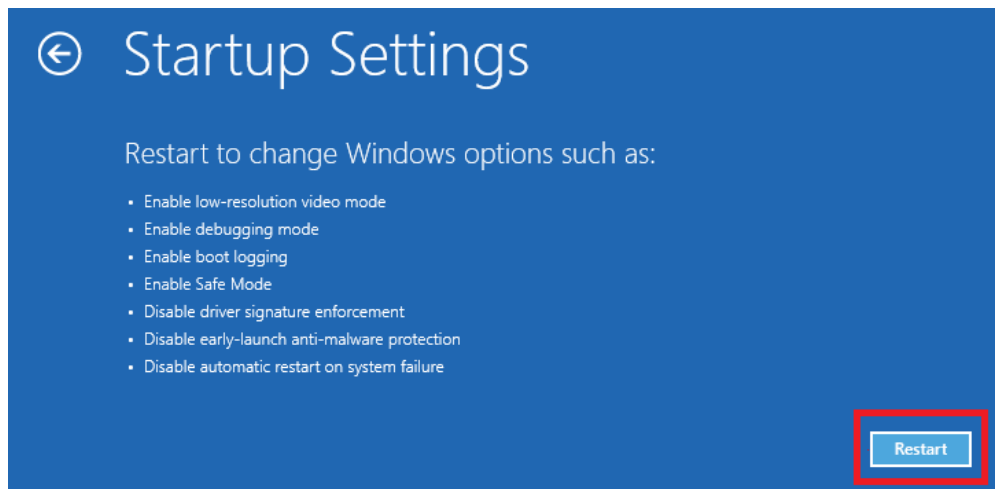 Startup Settings
Restart to change Windows options such as:
• Enable low-resolution video mode
• Enable debugging mode
• Enable boot logging
• Enable Safe Mode
• Disable driver signature enforcement
• Disable early-launch anti-malware protection
• Disable automatic restart on system failure
Restart